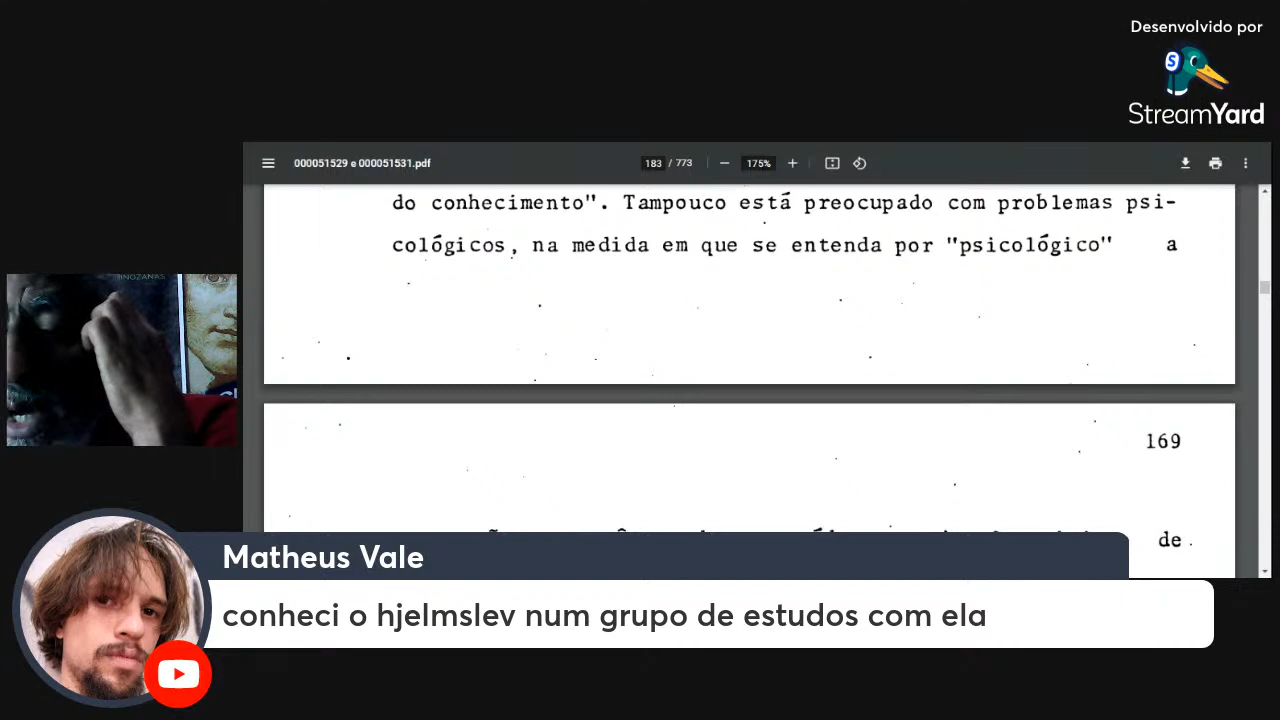 Desenvolvido por
StreamYard
000051529 e 000051531.pdf
183 / 773
175%
do conhecimento". Tampouco está preocupado com problemas psi-
cológicos, na medida em que se entenda por "psicológico" a
169
de
Matheus Vale
conheci o hjelmslev num grupo de estudos com ela